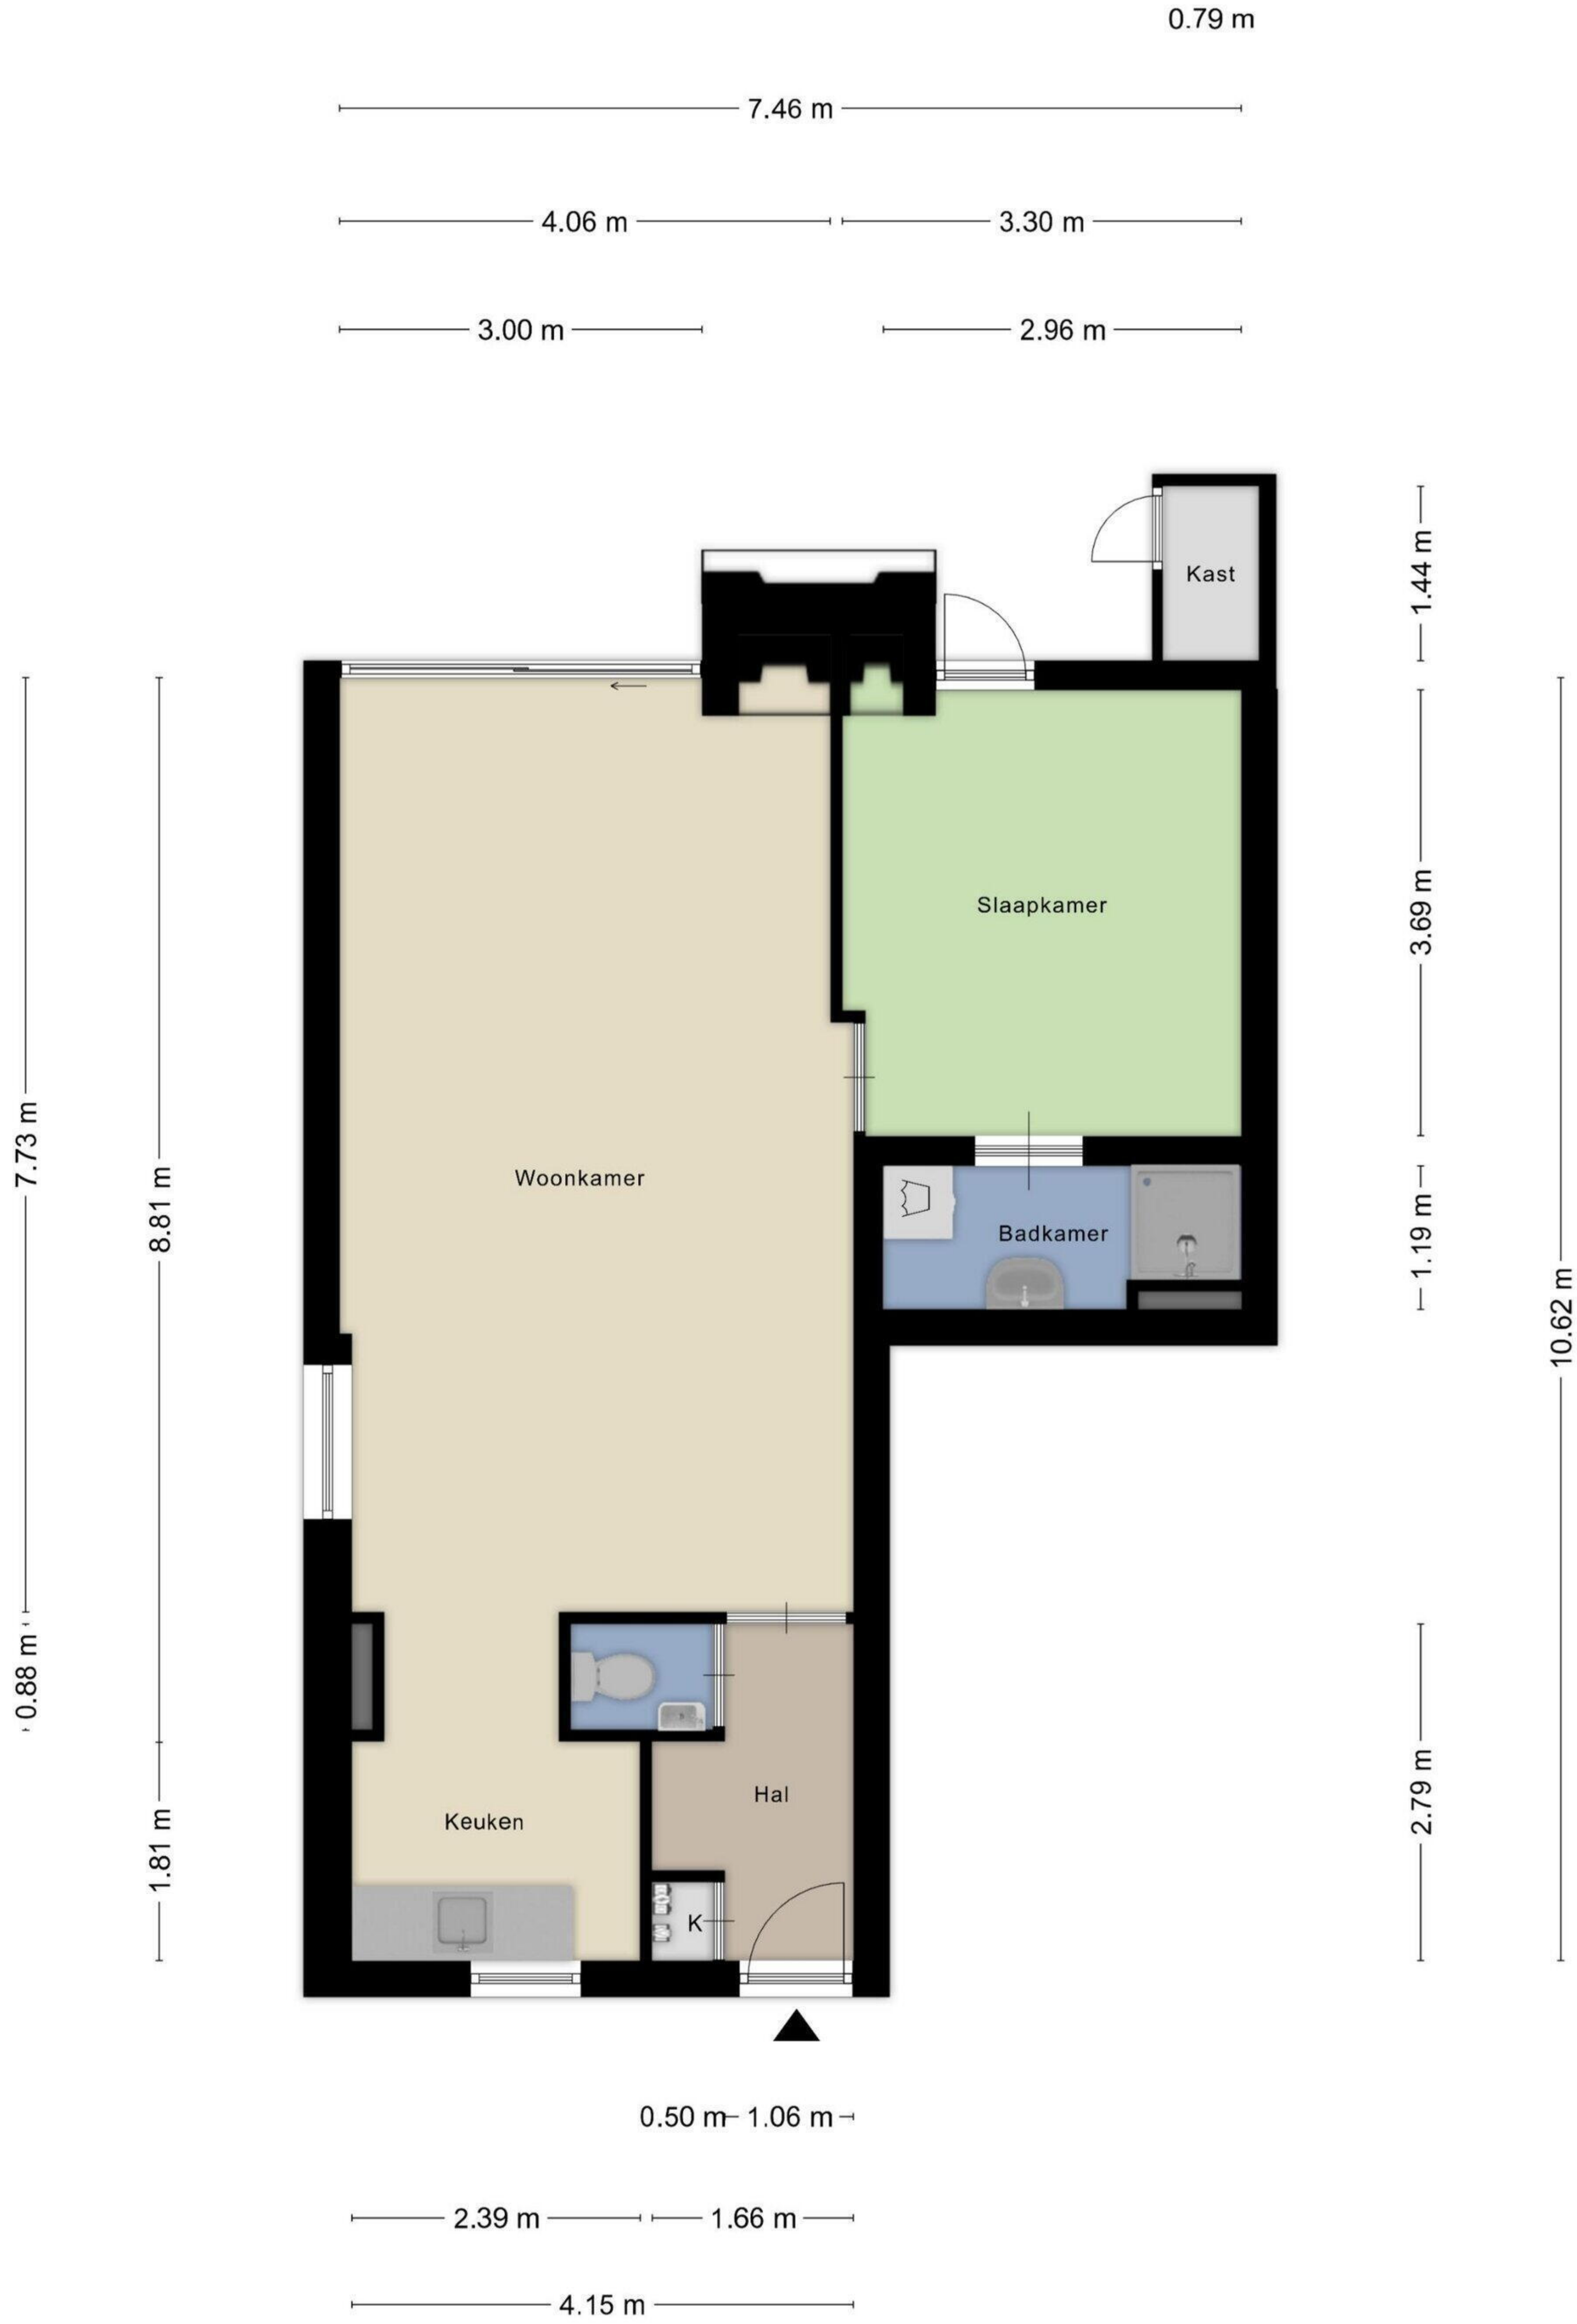 0.79 m
7.46 m
4.06 m
3.30 m
3.00 m
2.96 m
Kast
1.44 m
Slaapkamer
3.69 m
7.73 m
8.81 m
Woonkamer
Badkamer
1.19 m
10.62 m
0.88 m
Hal
Keuken
1.81 m
2.79 m
K
0.50 m
1.06 m
2.39 m
1.66 m
4.15 m